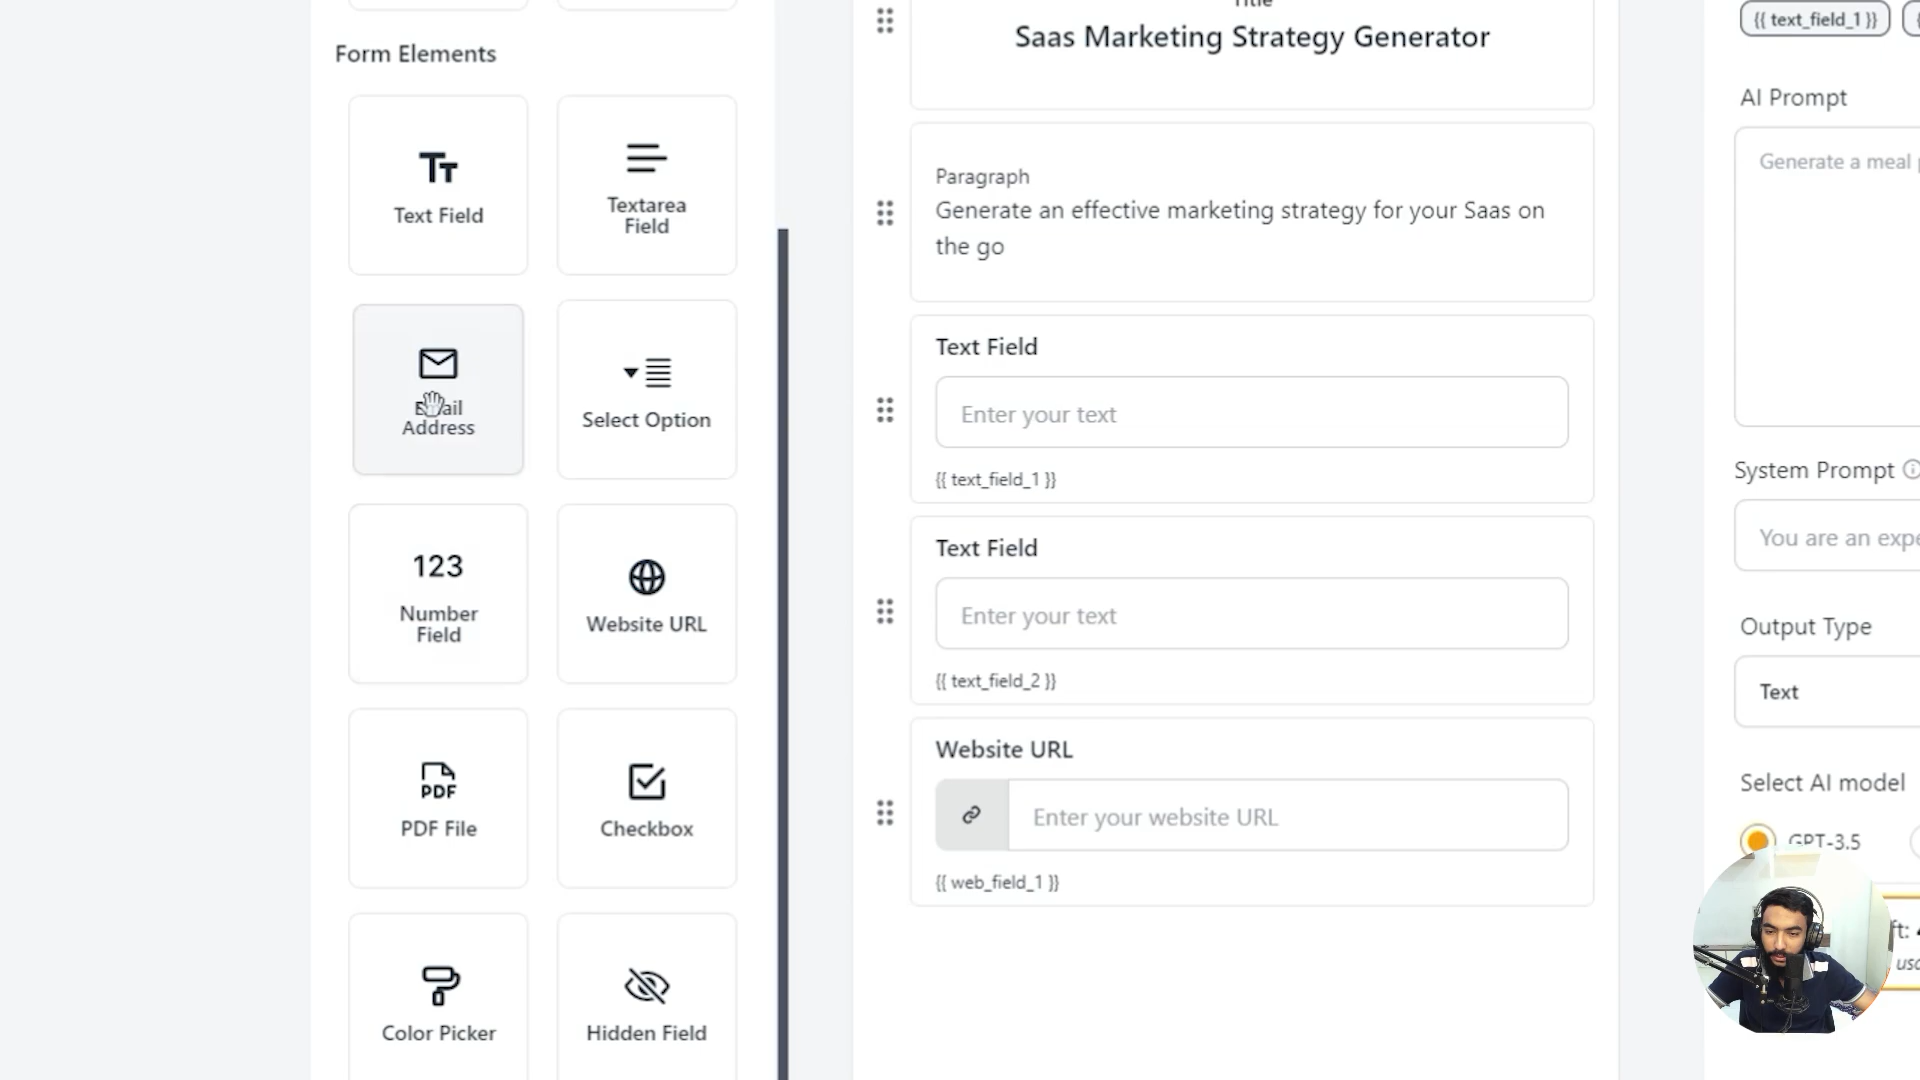 Form Elements
Text Field
Textarea
Field
Email
Address
Select Option
123
Number
Field
Website URL
PDF
PDF File
Checkbox
Color Picker
Hidden Field
Title
Saas Marketing Strategy Generator
Paragraph
Generate an effective marketing strategy for your Saas on
the go
Text Field
Enter your text
{{ text_field_1 }}
Text Field
Enter your text
{{ text_field_2 }}
Website URL
Enter your website URL
{{ web_field_1 }}
{{ text_field_1 }}
AI Prompt
Generate a meal
System Prompt
You are an
Output Type
Text
Select AI model
GPT-3.5